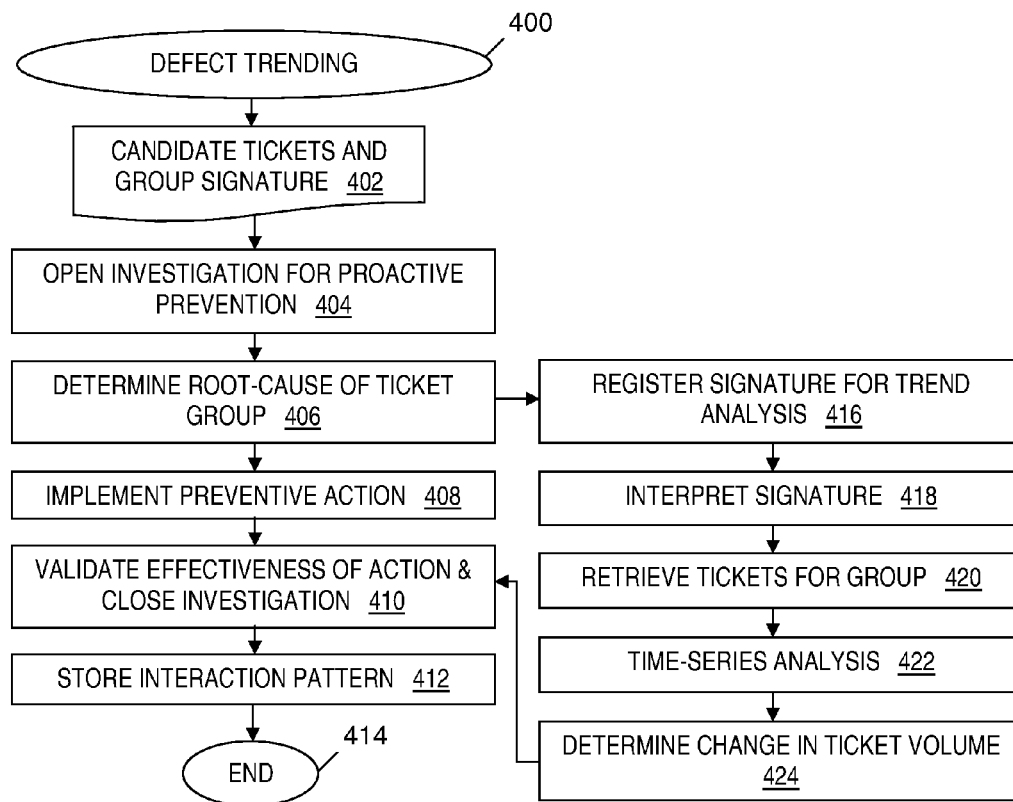 400
DEFECT TRENDING
CANDIDATE TICKETS AND
GROUP SIGNATURE 402
OPEN INVESTIGATION FOR PROACTIVE
PREVENTION 404
DETERMINE ROOT-CAUSE OF TICKET
GROUP 406
IMPLEMENT PREVENTIVE ACTION 408
VALIDATE EFFECTIVENESS OF ACTION &
CLOSE INVESTIGATION 410
STORE INTERACTION PATTERN 412
414
END
REGISTER SIGNATURE FOR TREND
ANALYSIS 416
INTERPRET SIGNATURE 418
RETRIEVE TICKETS FOR GROUP 420
TIME-SERIES ANALYSIS 422
DETERMINE CHANGE IN TICKET VOLUME
424